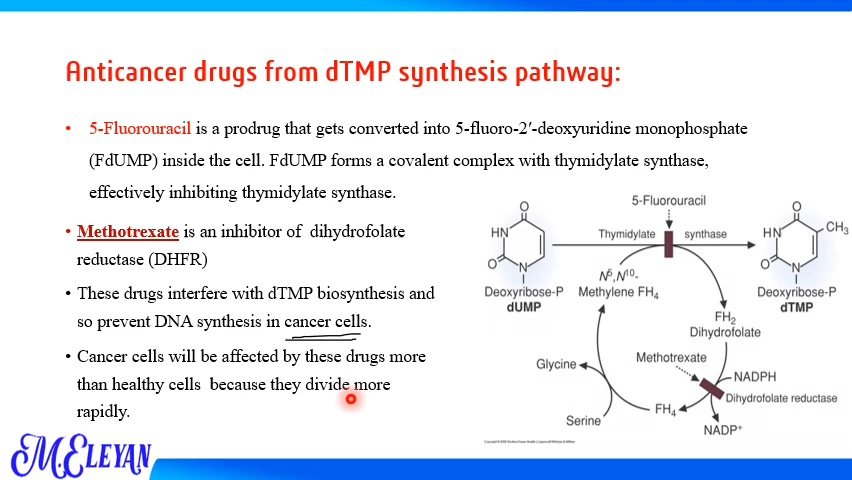 Anticancer drugs from dTMP synthesis pathway:
• 5-Fluorouracil is a prodrug that gets converted into 5-fluoro-2′-deoxyuridine monophosphate
(FdUMP) inside the cell. FdUMP forms a covalent complex with thymidylate synthase,
effectively inhibiting thymidylate synthase.
• Methotrexate is an inhibitor of dihydrofolate
reductase (DHFR)
• These drugs interfere with dTMP biosynthesis and
so prevent DNA synthesis in cancer cells.
• Cancer cells will be affected by these drugs more
than healthy cells because they divide more
rapidly.
5-Fluorouracil
Thymidylate synthase
O
HN
O
N
Deoxyribose-P
dUMP
N⁵,N¹⁰-
Methylene FH₄
O
HN
CH₃
O
N
Deoxyribose-P
dTMP
FH₂
Dihydrofolate
Methotrexate
NADPH
Dihydrofolate reductase
NADP⁺
FH₄
Glycine
Serine
M.ELEYAN